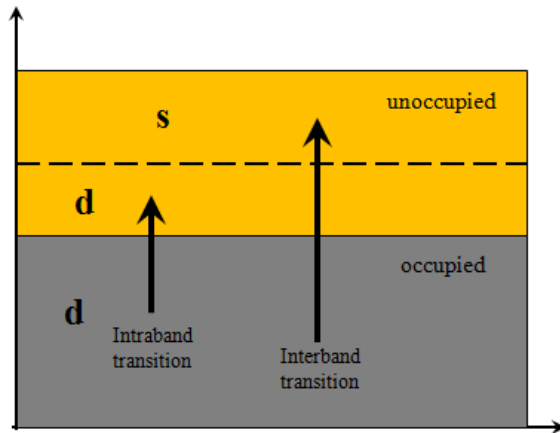 s
unoccupied
d
occupied
d
Intraband
transition
Interband
transition